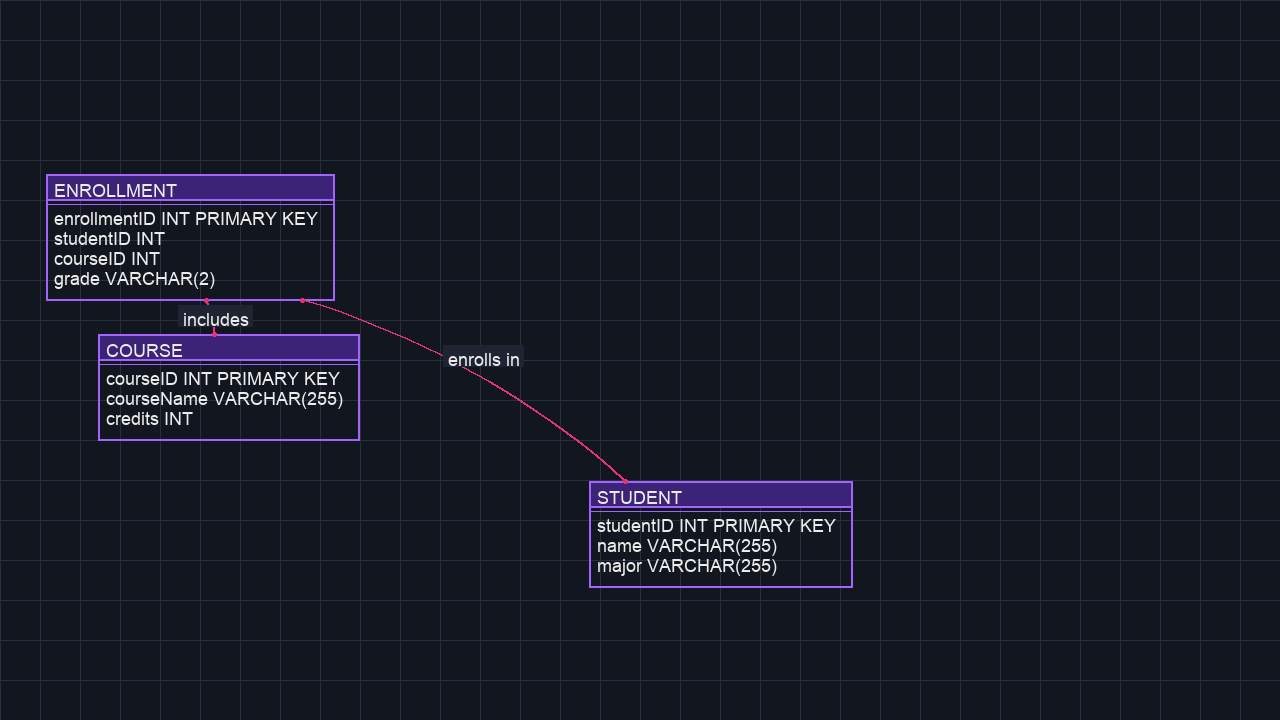 ENROLLMENT
enrollmentID INT PRIMARY KEY
studentID INT
courseID INT
grade VARCHAR(2)
includes
COURSE
courseID INT PRIMARY KEY
courseName VARCHAR(255)
credits INT
enrolls in
STUDENT
studentID INT PRIMARY KEY
name VARCHAR(255)
major VARCHAR(255)